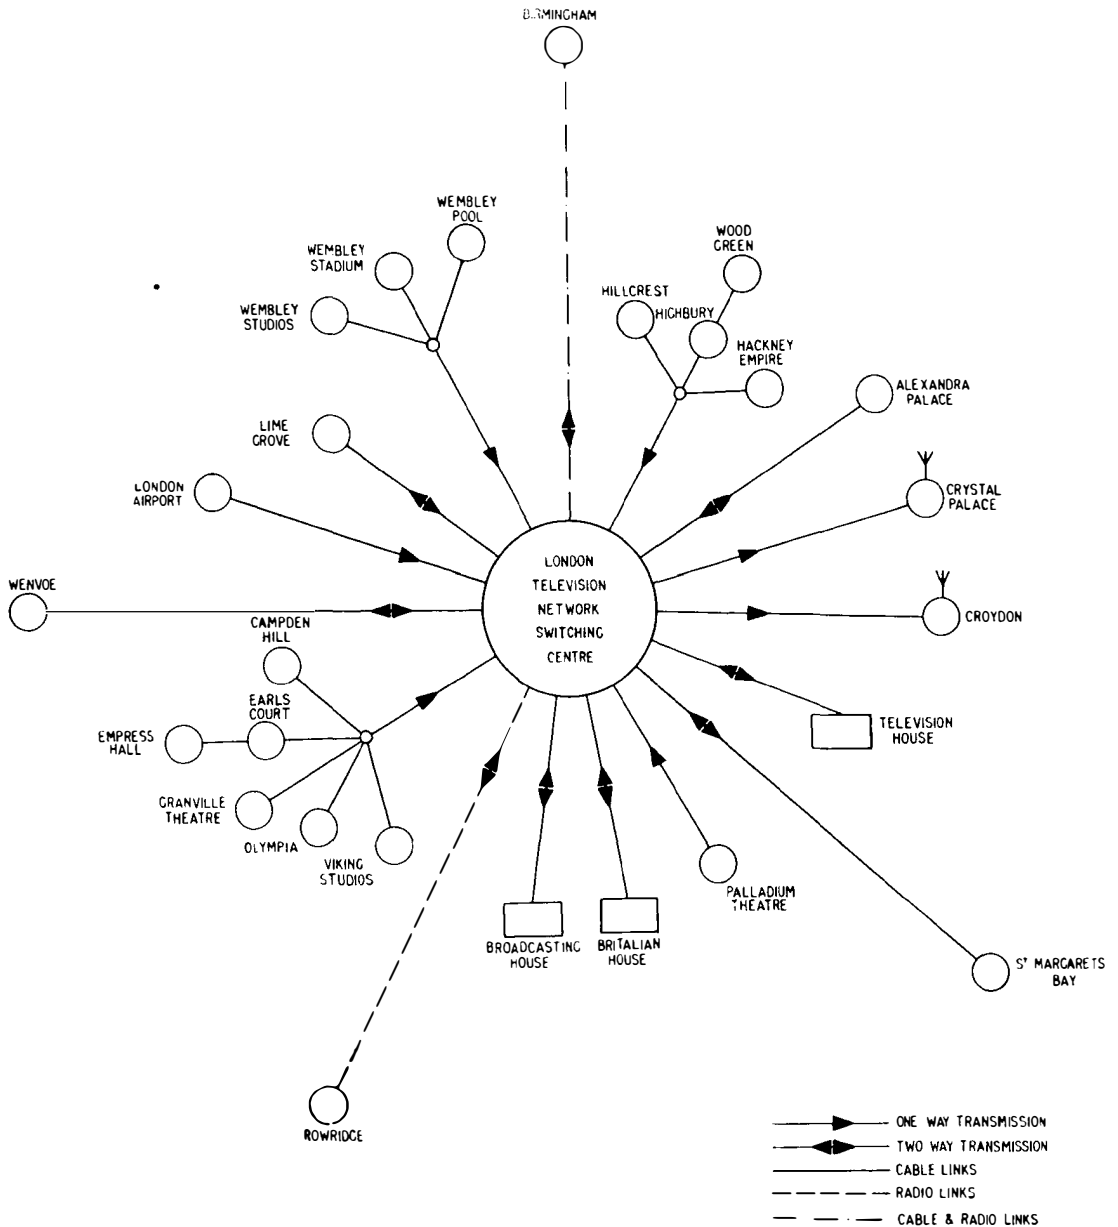 BIRMINGHAM
WEMBLEY
POOL
WEMBLEY
STADIUM
WEMBLEY
STUDIOS
WOOD
GREEN
HILLCREST
HIGHBURY
HACKNEY
EMPIRE
ALEXANDRA
PALACE
LIME
GROVE
LONDON
AIRPORT
CRYSTAL
PALACE
WENVOE
LONDON
TELEVISION
NETWORK
SWITCHING
CENTRE
CROYDON
CAMPDEN
HILL
EARLS
COURT
EMPRESS
HALL
GRANVILLE
THEATRE
OLYMPIA
VIKING
STUDIOS
TELEVISION
HOUSE
PALLADIUM
THEATRE
BROADCASTING
HOUSE
BRITALIAN
HOUSE
ST MARGARETS
BAY
ROWRIDGE
ONE WAY TRANSMISSION
TWO WAY TRANSMISSION
CABLE LINKS
RADIO LINKS
CABLE & RADIO LINKS